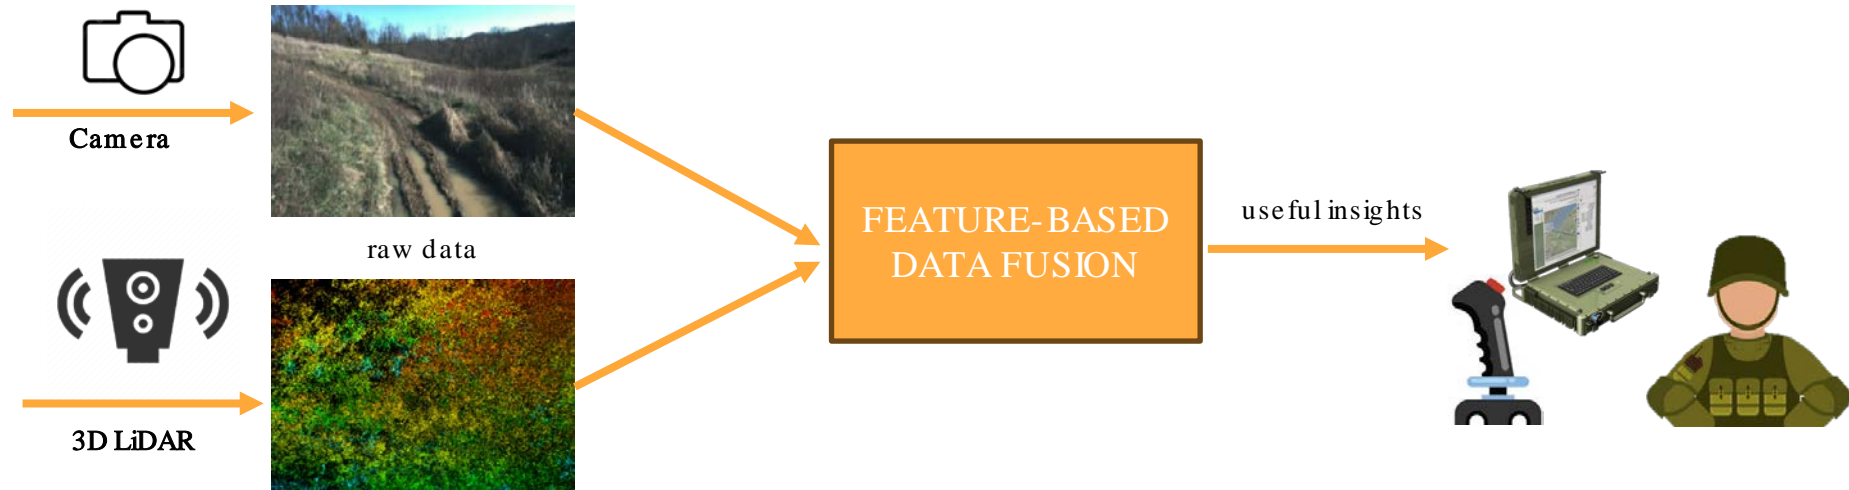 Camera
raw data
3D LiDAR
FEATURE-BASED
DATA FUSION
useful insights